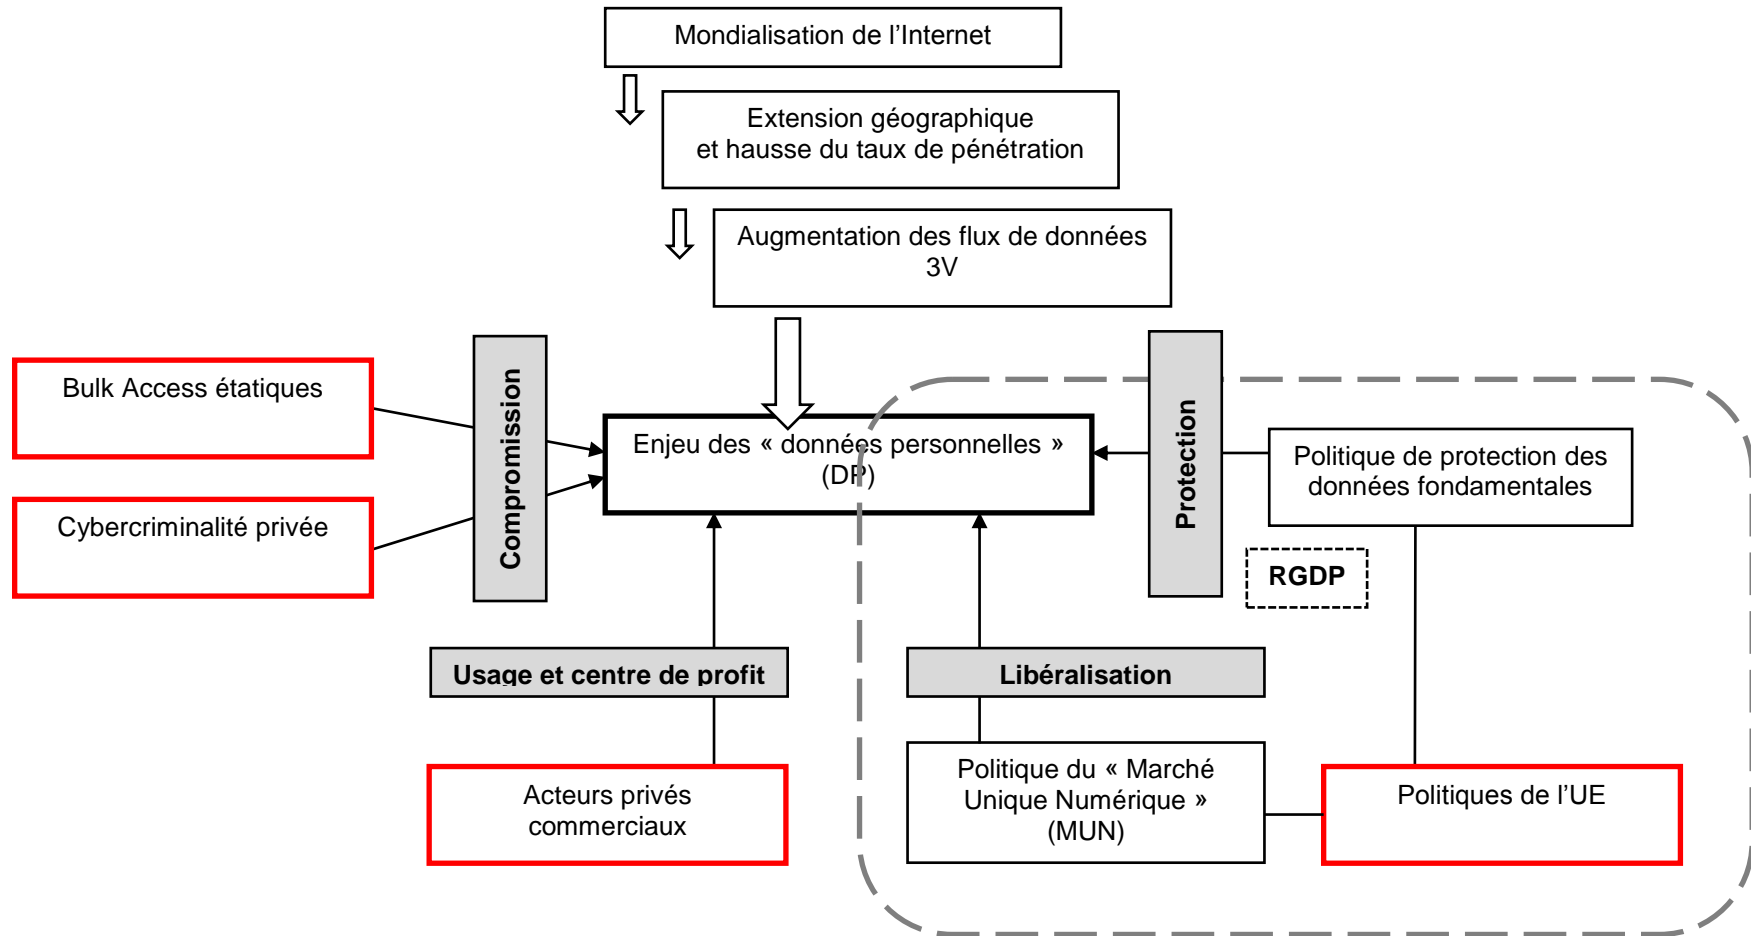 Mondialisation de l’Internet
Extension géographique
et hausse du taux de pénétration
Augmentation des flux de données
3V
Bulk Access étatiques
Cybercriminalité privée
Compromission
Enjeu des « données personnelles »
(DP)
Protection
Politique de protection des
données fondamentales
RGDP
Usage et centre de profit
Libéralisation
Acteurs privés
commerciaux
Politique du « Marché
Unique Numérique »
(MUN)
Politiques de l’UE